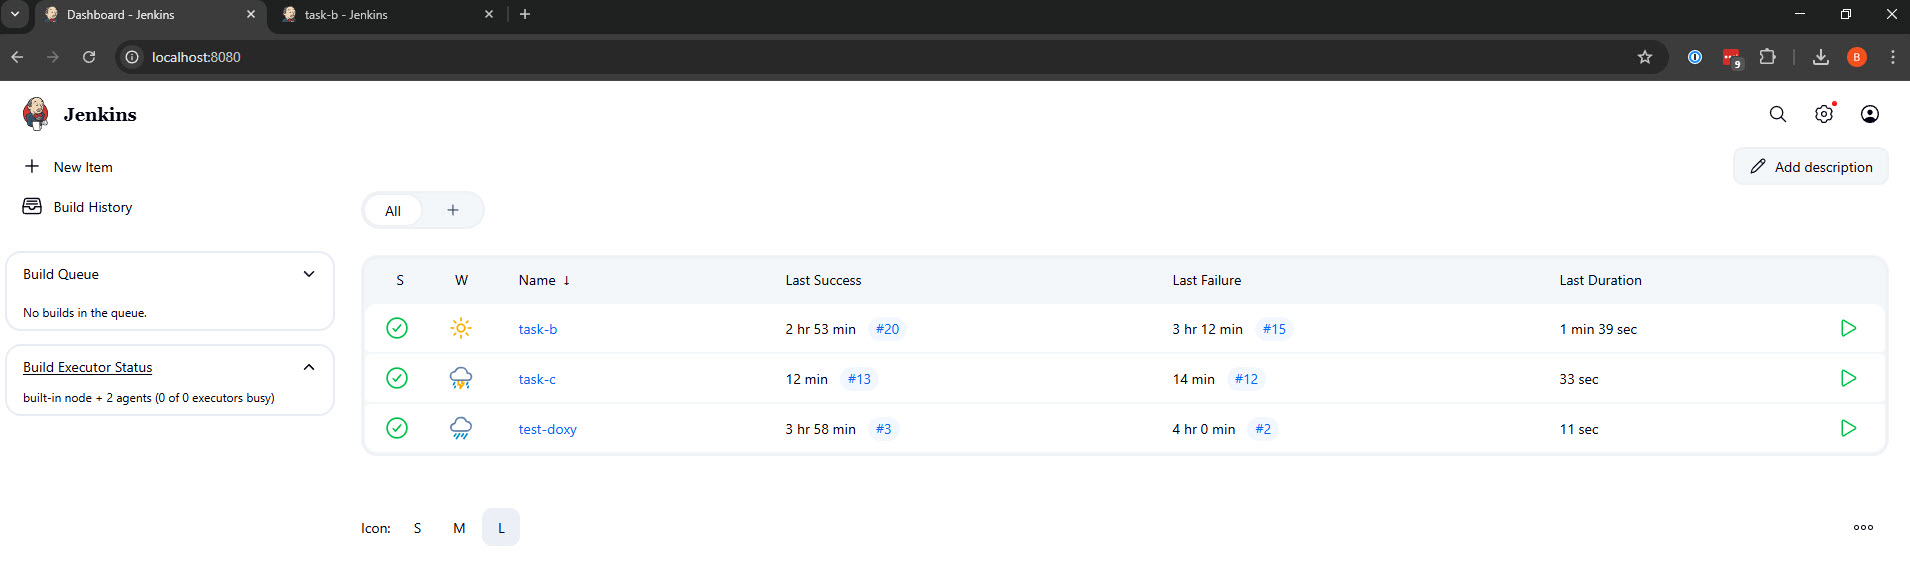 Dashboard - Jenkins
task-b - Jenkins
localhost:8080
9
B
Jenkins
New Item
Add description
Build History
All
Build Queue
No builds in the queue.
Build Executor Status
built-in node + 2 agents (0 of 0 executors busy)
S W Name ↓ Last Success Last Failure Last Duration
task-b 2 hr 53 min #20 3 hr 12 min #15 1 min 39 sec
task-c 12 min #13 14 min #12 33 sec
test-doxy 3 hr 58 min #3 4 hr 0 min #2 11 sec
Icon: S M L